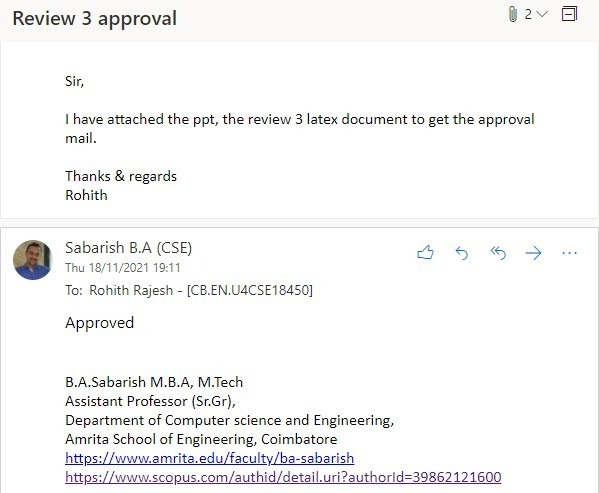 Review 3 approval
2
Sir,
I have attached the ppt, the review 3 latex document to get the approval
mail.
Thanks & regards
Rohith
Sabarish B.A (CSE)
Thu 18/11/2021 19:11
To: Rohith Rajesh - [CB.EN.U4CSE18450]
Approved
B.A.Sabarish M.B.A, M.Tech
Assistant Professor (Sr.Gr),
Department of Computer science and Engineering,
Amrita School of Engineering, Coimbatore
https://www.amrita.edu/faculty/ba-sabarish
https://www.scopus.com/authid/detail.uri?authorId=39862121600